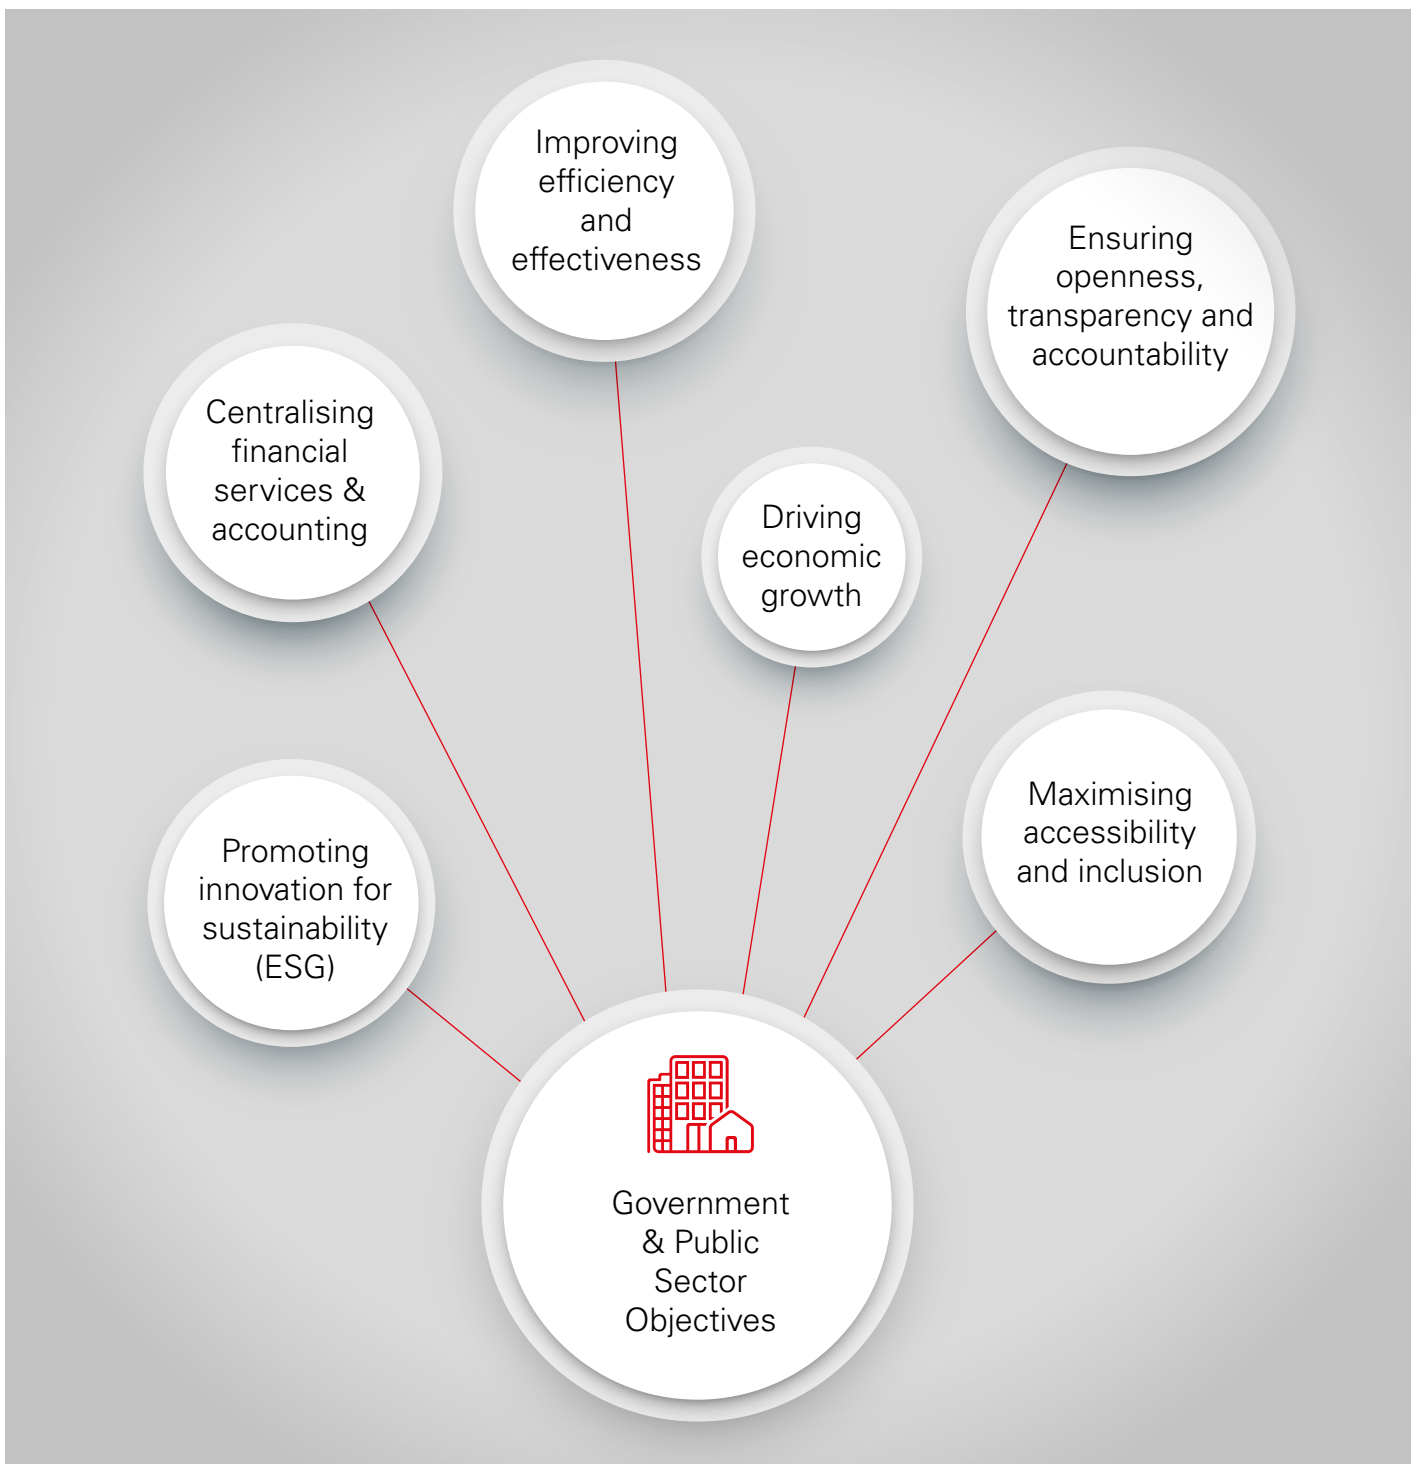 Improving
efficiency
and
effectiveness
Ensuring
openness,
transparency and
accountability
Centralising
financial
services &
accounting
Driving
economic
growth
Maximising
accessibility
and inclusion
Promoting
innovation for
sustainability
(ESG)
Government
& Public
Sector
Objectives